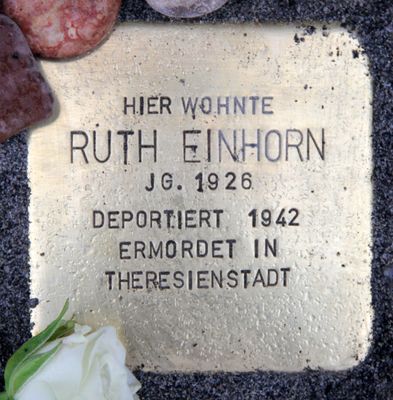 HIER WOHNTE
RUTH EINHORN
JG. 1926
DEPORTIERT 1942
ERMORDET IN
THERESIENSTADT